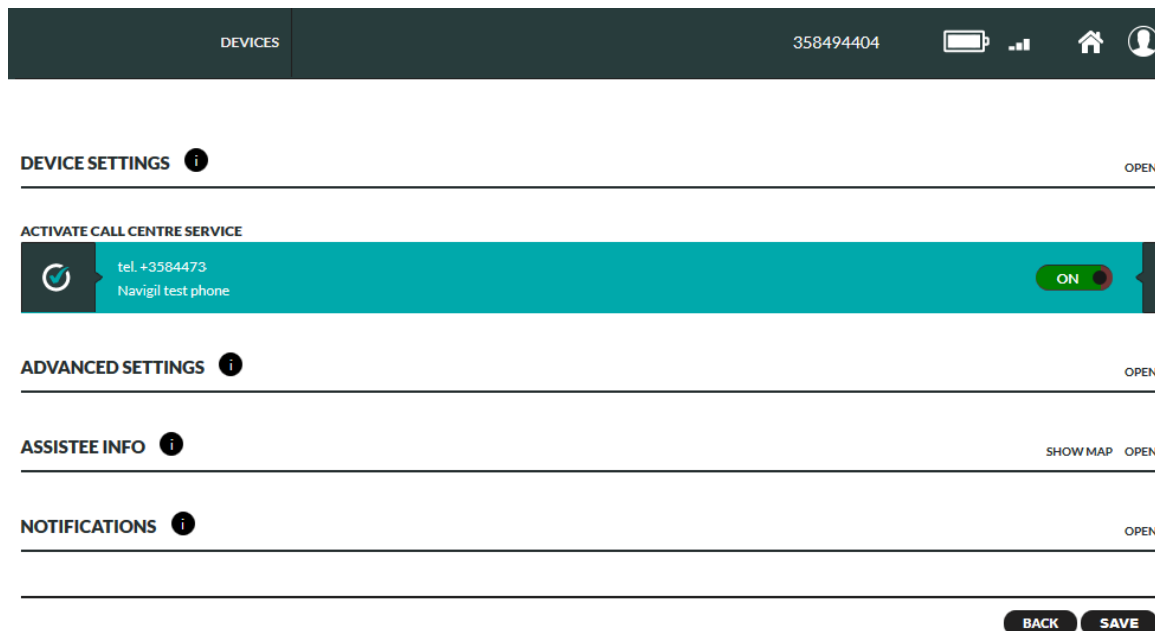 DEVICES
358494404
DEVICE SETTINGS i
OPEN
ACTIVATE CALL CENTRE SERVICE
tel. +3584473
Navigil test phone
ON
ADVANCED SETTINGS i
OPEN
ASSISTEE INFO i
SHOW MAP OPEN
NOTIFICATIONS i
OPEN
BACK SAVE